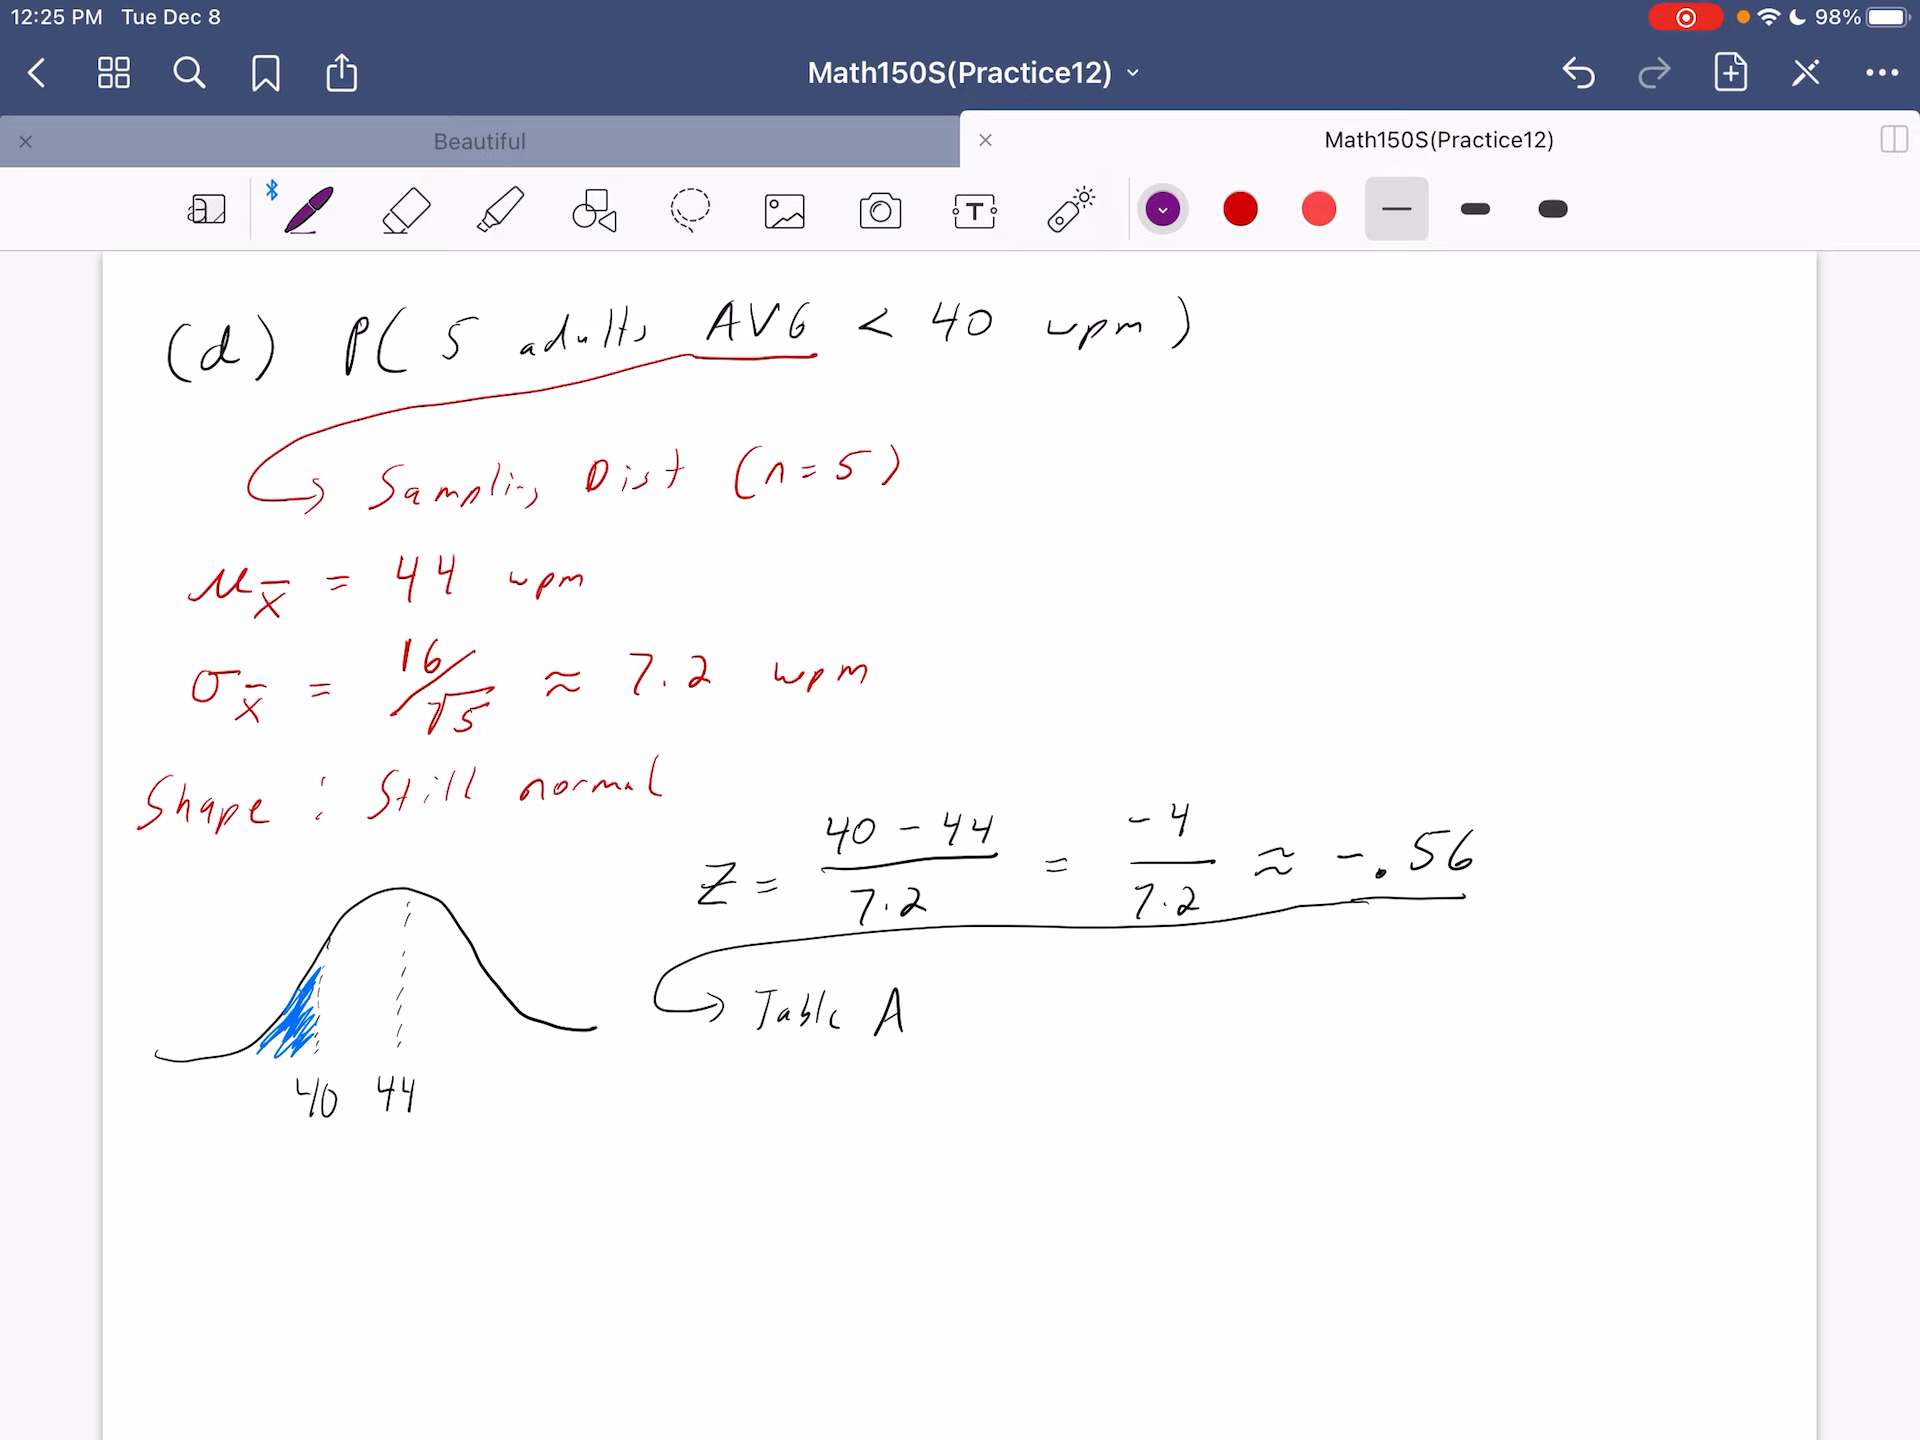 12:25 PM Tue Dec 8
98%
Math150S(Practice12)
Beautiful
Math150S(Practice12)
(d) P( 5 adults AVG < 40 wpm )
Sampling Dist (n=5)
μx̄ = 44 wpm
σx̄ = 16/√5 ≈ 7.2 wpm
Shape : Still normal
Z = 40 - 44 / 7.2 = -4 / 7.2 ≈ -.56
Table A
40 44